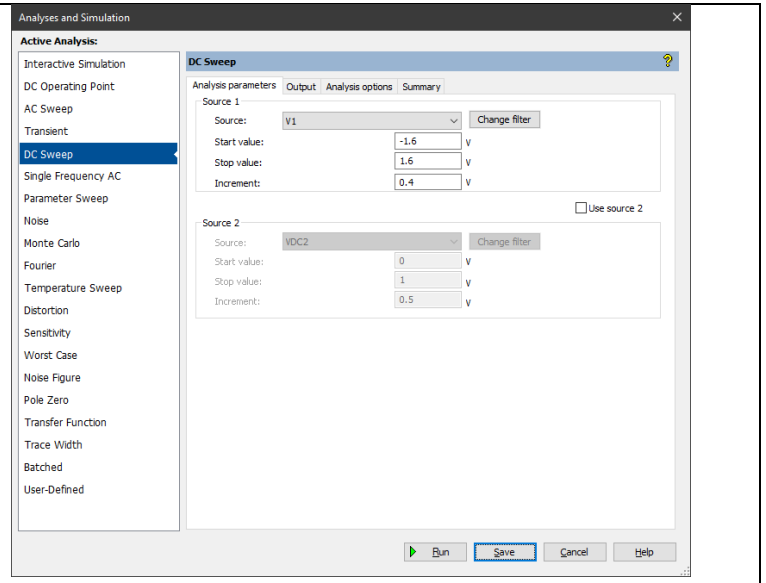 Analyses and Simulation
Active Analysis:
Interactive Simulation
DC Operating Point
AC Sweep
Transient
DC Sweep
Single Frequency AC
Parameter Sweep
Noise
Monte Carlo
Fourier
Temperature Sweep
Distortion
Sensitivity
Worst Case
Noise Figure
Pole Zero
Transfer Function
Trace Width
Batched
User-Defined
DC Sweep
Analysis parameters Output Analysis options Summary
Source 1
Source: V1 Change filter
Start value: -1.6 V
Stop value: 1.6 V
Increment: 0.4 V
Use source 2
Source 2
Source: VDC2 Change filter
Start value: 0 V
Stop value: 1 V
Increment: 0.5 V
Run Save Cancel Help